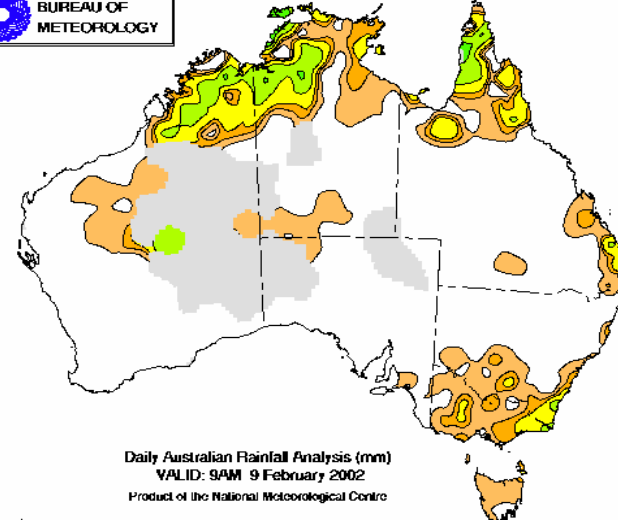 BUREAU OF
METEOROLOGY
Daily Australian Rainfall Analysis (mm)
VALID: 9AM 9 February 2002
Product of the National Meteorological Centre